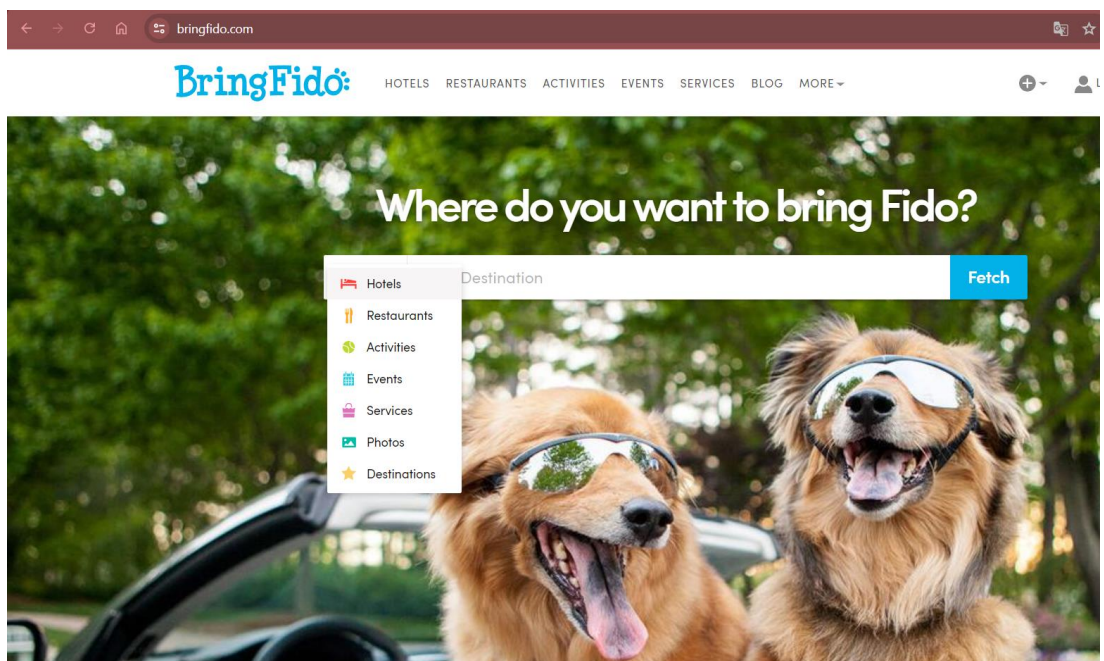 bringfido.com
BringFido
HOTELS RESTAURANTS ACTIVITIES EVENTS SERVICES BLOG MORE
Where do you want to bring Fido?
Destination
Fetch
Hotels
Restaurants
Activities
Events
Services
Photos
Destinations